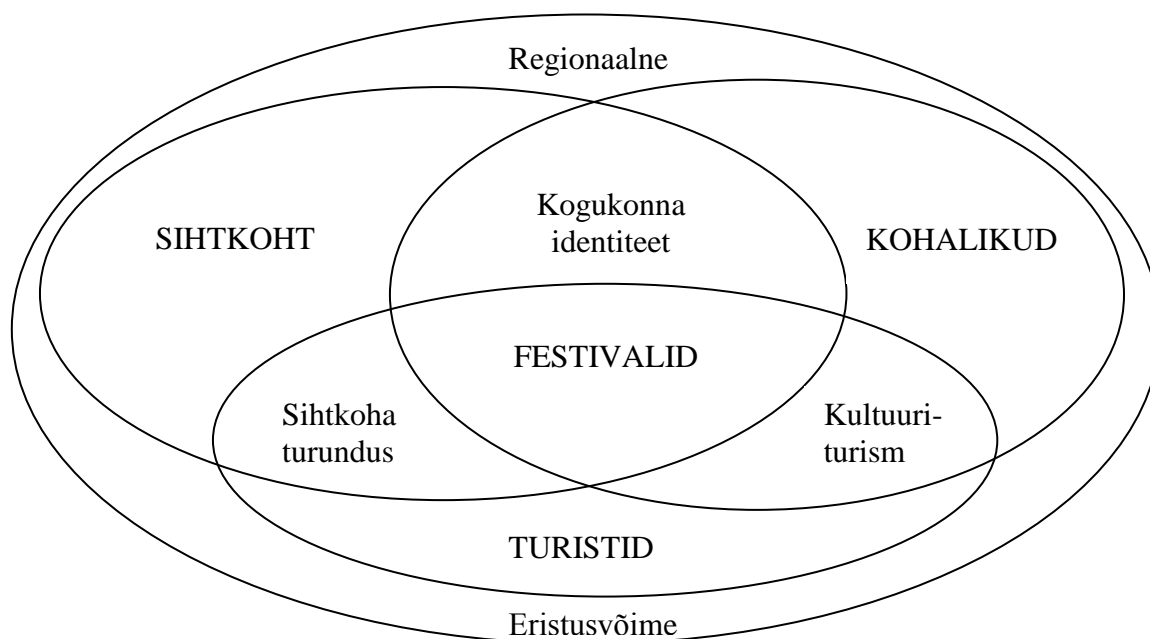 Regionaalne
Kogukonna
identiteet
SIHTKOHT
KOHALIKUD
FESTIVALID
Sihtkoha
turundus
Kultuuri-
turism
TURISTID
Eristusvõime